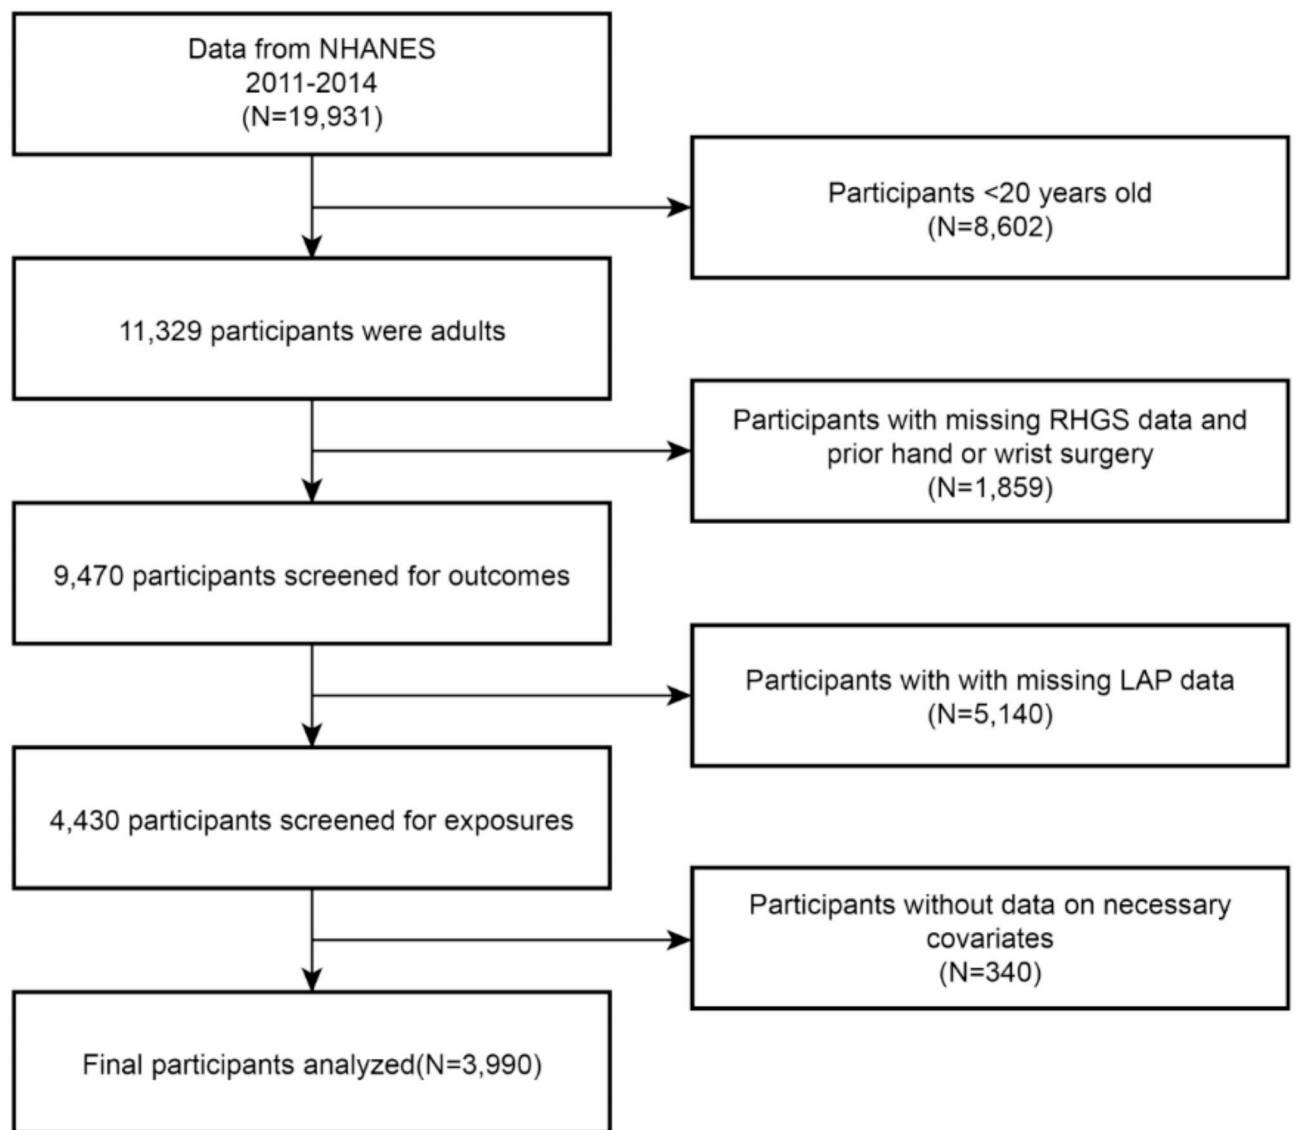 Data from NHANES
2011-2014
(N=19,931)
Participants <20 years old
(N=8,602)
11,329 participants were adults
Participants with missing RHGS data and
prior hand or wrist surgery
(N=1,859)
9,470 participants screened for outcomes
Participants with with missing LAP data
(N=5,140)
4,430 participants screened for exposures
Participants without data on necessary
covariates
(N=340)
Final participants analyzed(N=3,990)